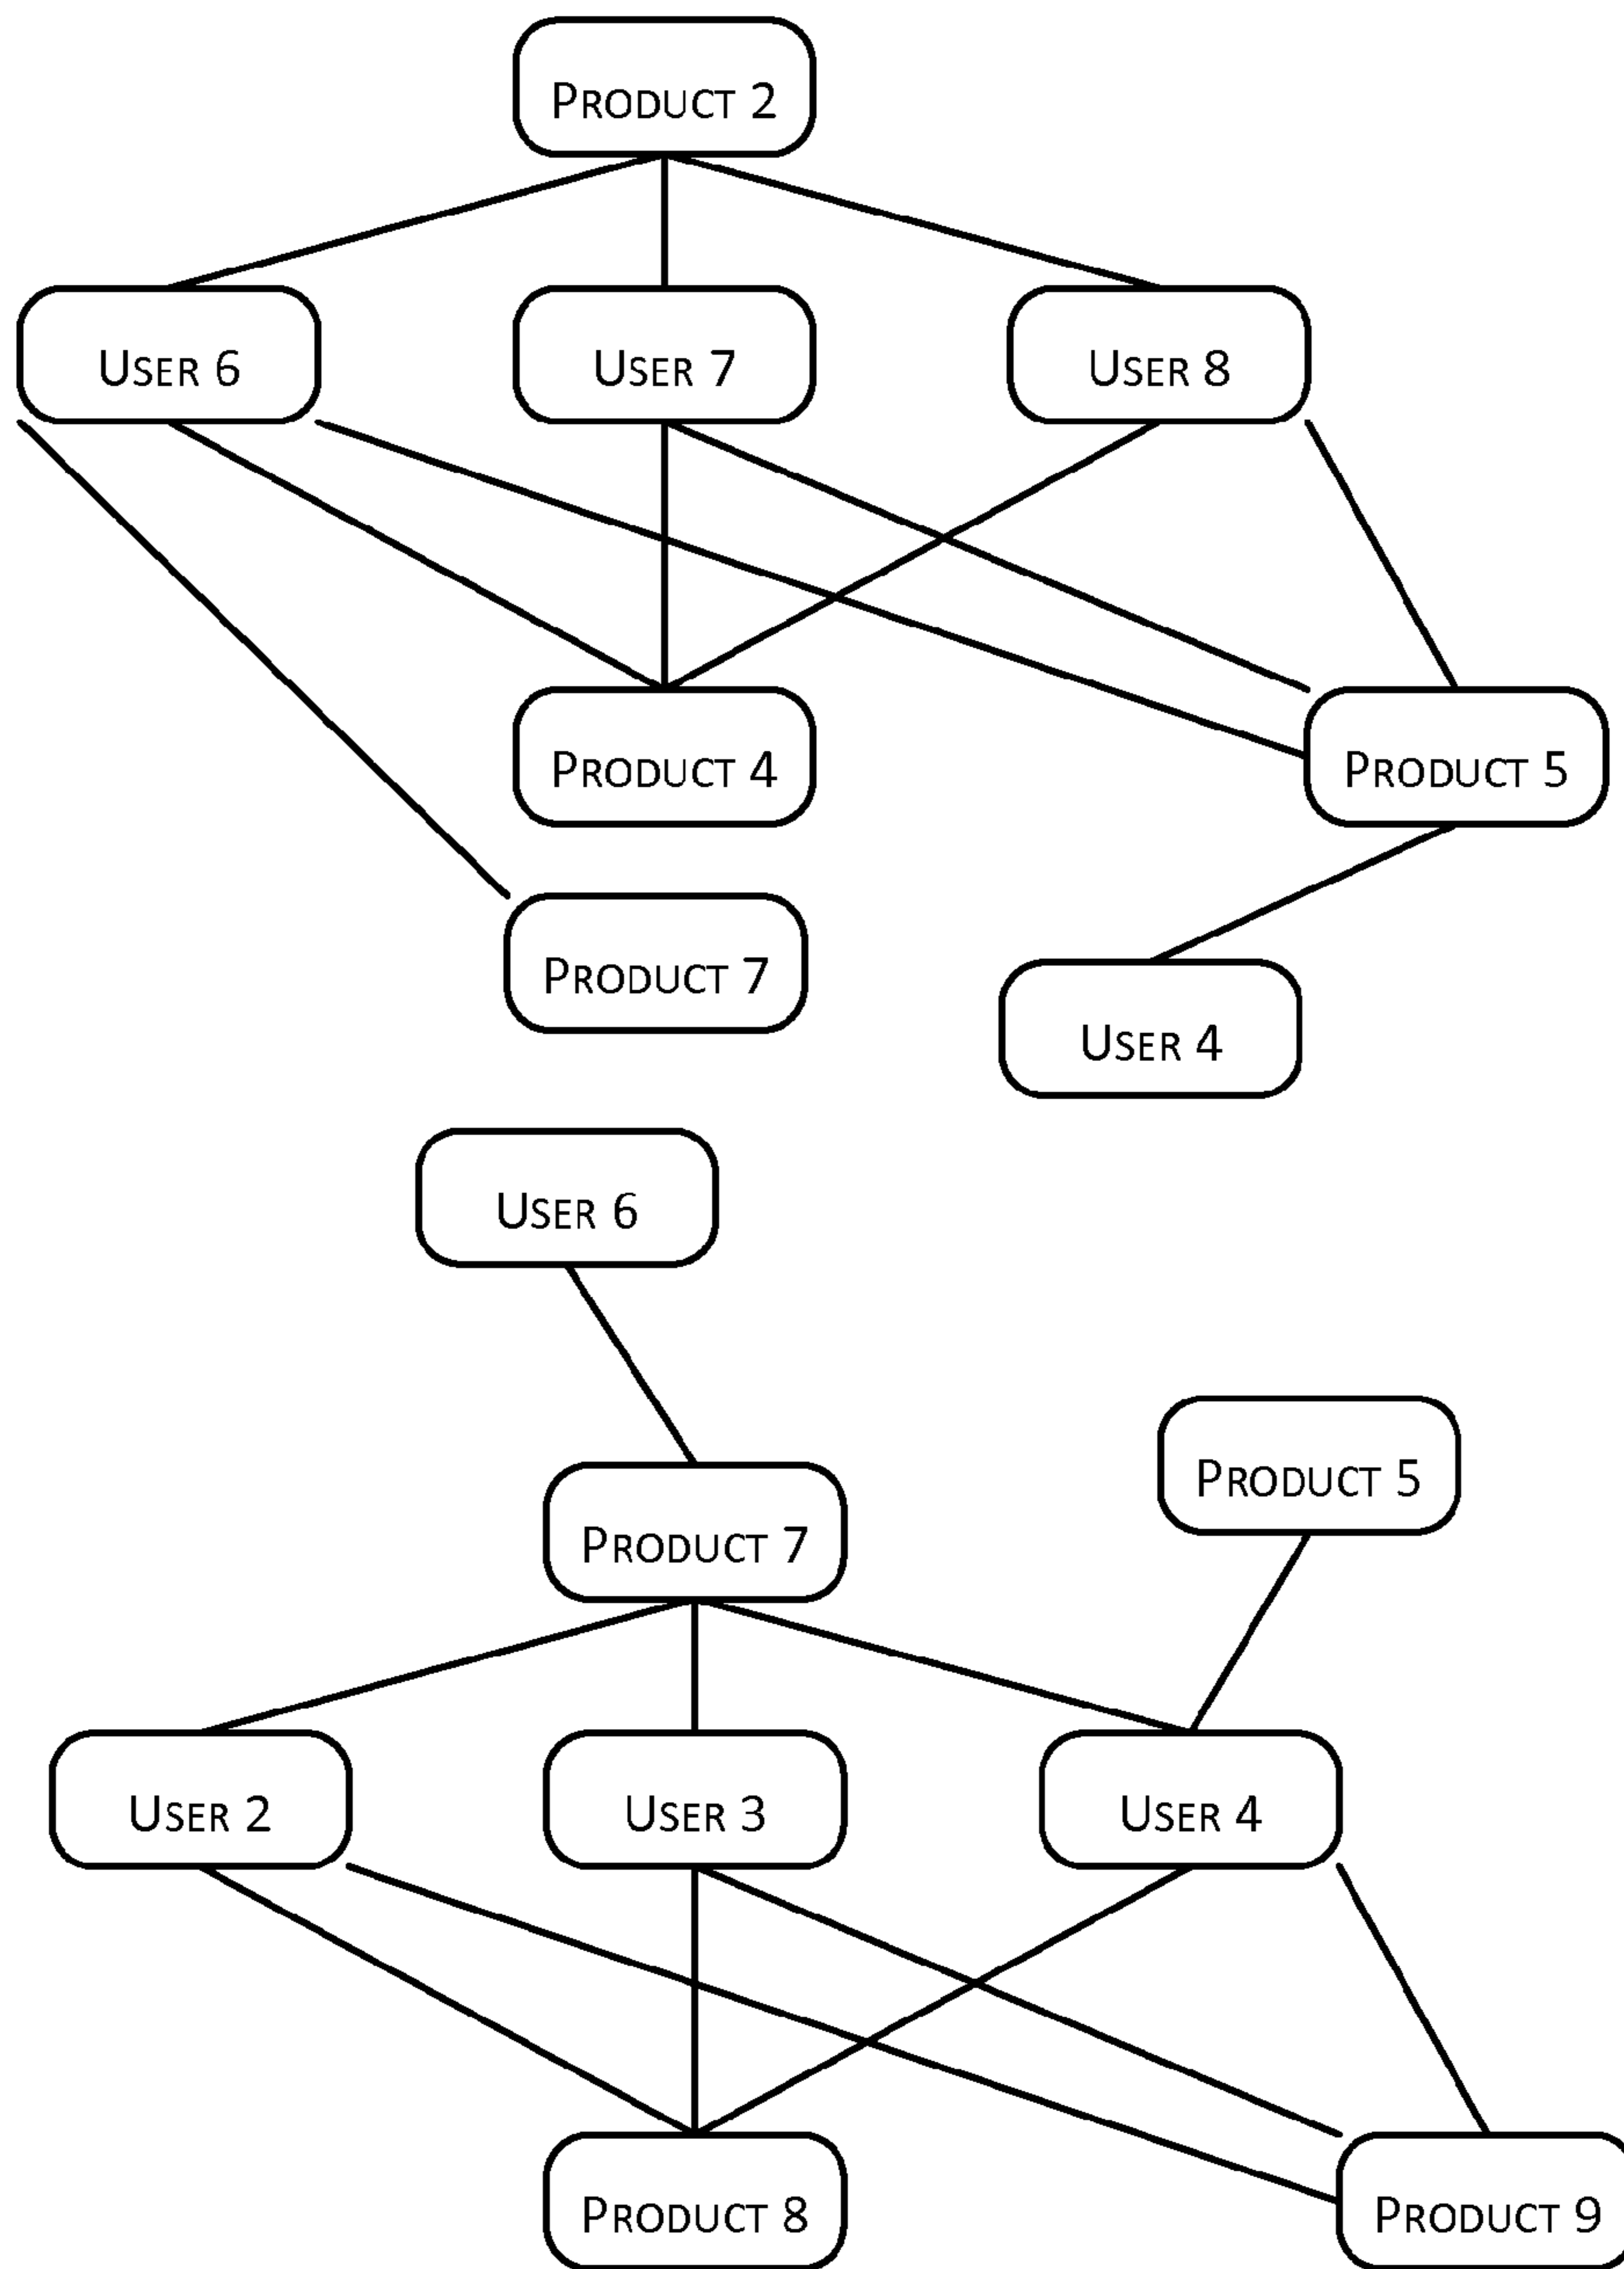 Product 2
User 6
User 7
User 8
Product 4
Product 5
Product 7
User 4
User 6
Product 5
Product 7
User 2
User 3
User 4
Product 8
Product 9